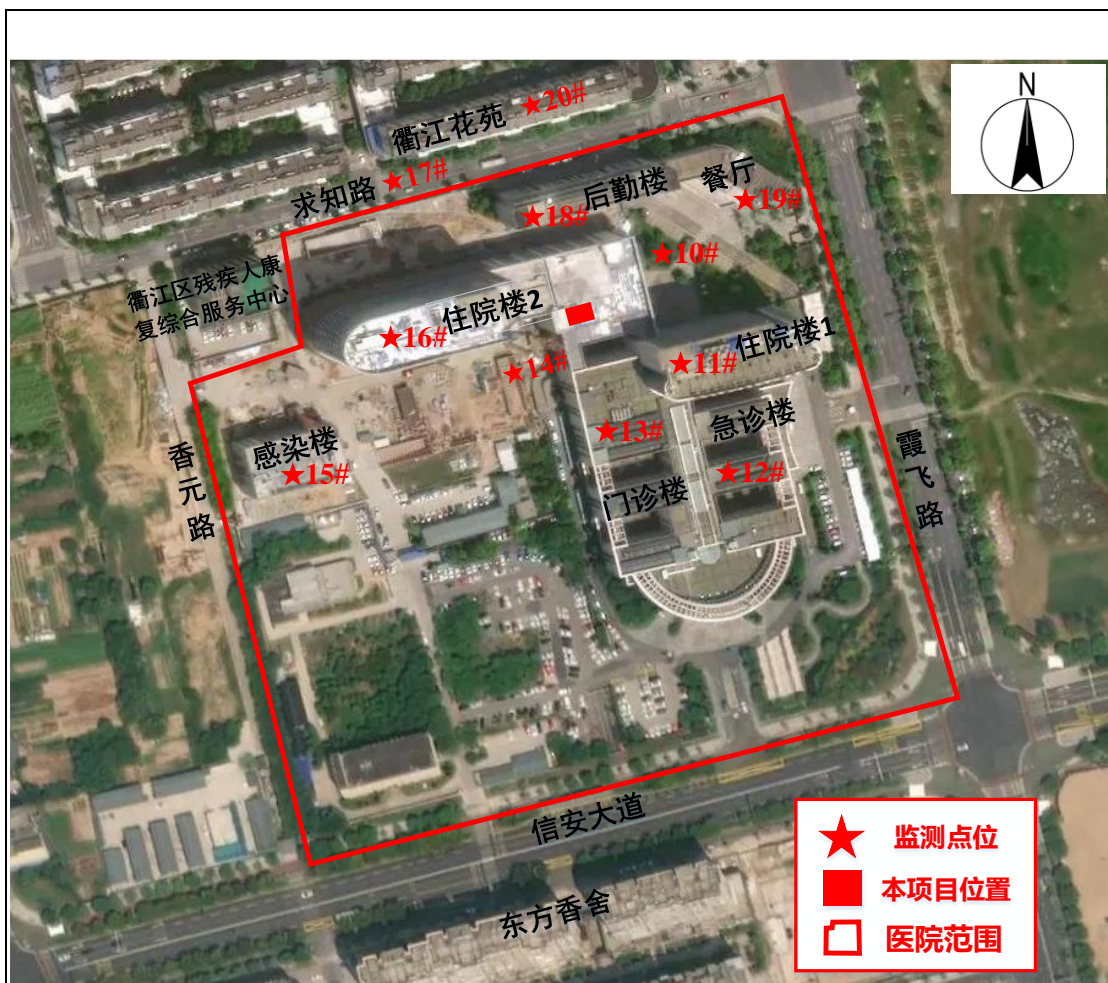 N
★20#
衢江花苑
★17#
求知路
后勤楼
餐厅
★19#
★18#
★10#
衢江区残疾人康
复综合服务中心
住院楼2
★16#
住院楼1
★11#
★14#
急诊楼
★13#
感染楼
★15#
★12#
门诊楼
香元路
霞飞路
信安大道
东方香舍
监测点位
本项目位置
医院范围